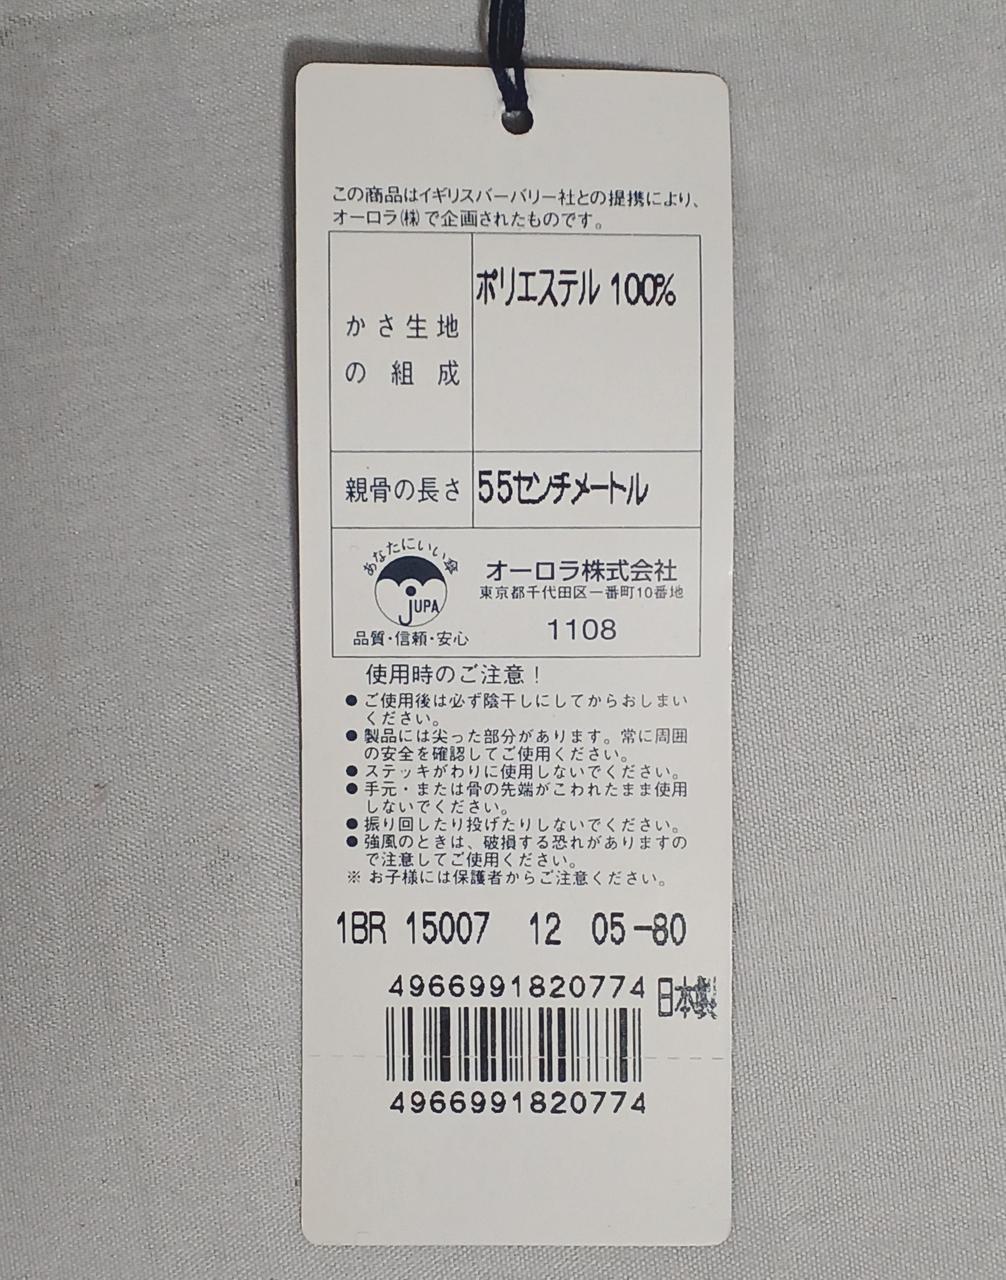 この商品はイギリスバーバリー社との提携により、
オーロラ(株)で企画されたものです。
かさ生地
の組成
ポリエステル 100%
親骨の長さ
55センチメートル
あなたにいい傘
JUPA
品質・信頼・安心
オーロラ株式会社
東京都千代田区一番町10番地
1108
使用時のご注意！
● ご使用後は必ず陰干しにしてからおしまい
ください。
● 製品には尖った部分があります。常に周囲
の安全を確認してご使用ください。
● ステッキがわりに使用しないでください。
● 手元・または骨の先端がこわれたまま使用
しないでください。
● 振り回したり投げたりしないでください。
● 強風のときは、破損する恐れがありますの
で注意してご使用ください。
※ お子様には保護者からご注意ください。
1BR 15007 12 05-80
4966991820774
日本製
4966991820774